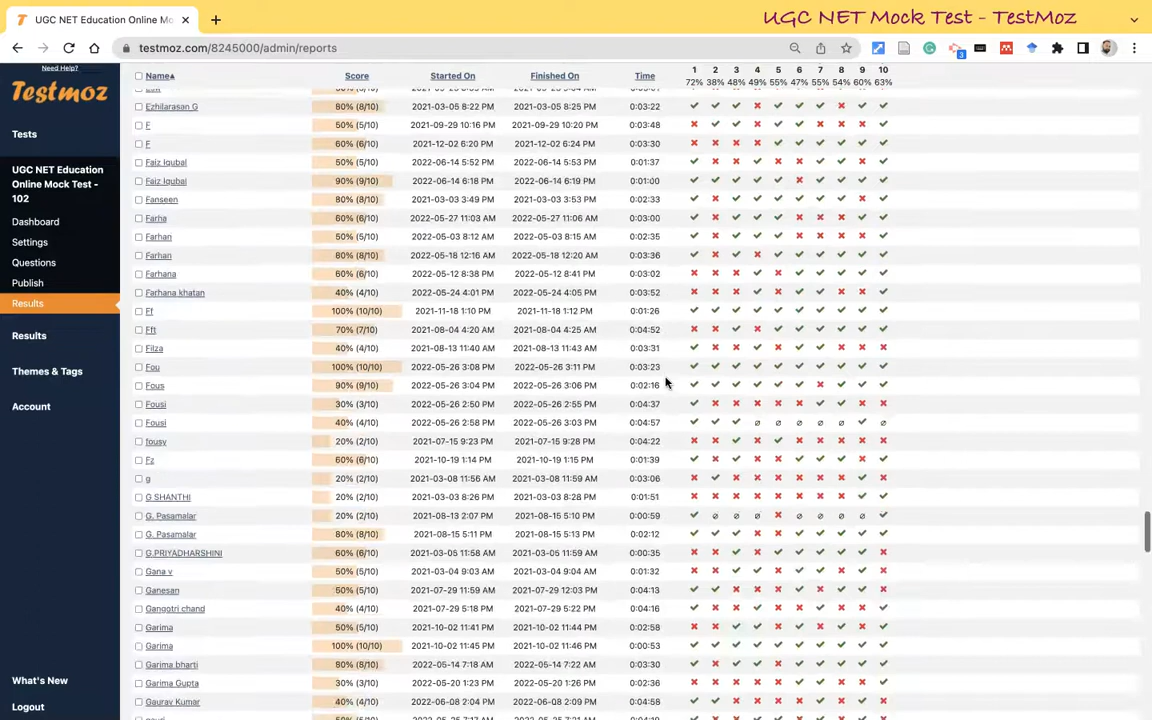 UGC NET Education Online Mo
UGC NET Mock Test - TestMoz
testmoz.com/8245000/admin/reports
3
Need Help?
Testmoz
Tests
UGC NET Education
Online Mock Test -
102
Dashboard
Settings
Questions
Publish
Results
Results
Themes & Tags
Account
What's New
Logout
Name Score Started On Finished On Time 1 2 3 4 5 6 7 8 9 10
72% 38% 48% 49% 55% 47% 55% 54% 60% 63%
Ezhilarasan G 80% (8/10) 2021-03-05 8:22 PM 2021-03-05 8:25 PM 0:03:22
F 50% (5/10) 2021-09-29 10:16 PM 2021-09-29 10:20 PM 0:03:48
F 60% (6/10) 2021-12-02 6:20 PM 2021-12-02 6:24 PM 0:03:30
Faiz Iqubal 50% (5/10) 2022-06-14 5:52 PM 2022-06-14 5:53 PM 0:01:37
Faiz Iqubal 90% (9/10) 2022-06-14 6:18 PM 2022-06-14 6:19 PM 0:01:00
Fanseen 80% (8/10) 2021-03-03 3:49 PM 2021-03-03 3:52 PM 0:02:33
Farha 60% (6/10) 2022-05-27 11:03 AM 2022-05-27 11:06 AM 0:03:00
Farhan 50% (5/10) 2022-05-03 8:12 AM 2022-05-03 8:15 AM 0:02:35
Farhan 80% (8/10) 2022-05-18 12:16 AM 2022-05-18 12:20 AM 0:03:36
Farhana 60% (6/10) 2022-05-12 8:38 PM 2022-05-12 8:41 PM 0:03:02
Farhana khatan 40% (4/10) 2022-05-24 4:01 PM 2022-05-24 4:05 PM 0:03:52
Ff 100% (10/10) 2021-11-18 1:10 PM 2021-11-18 1:12 PM 0:01:26
Fft 70% (7/10) 2021-08-04 4:20 AM 2021-08-04 4:25 AM 0:04:52
Filza 40% (4/10) 2021-08-13 11:40 AM 2021-08-13 11:43 AM 0:03:31
Fou 100% (10/10) 2022-05-26 3:08 PM 2022-05-26 3:11 PM 0:03:23
Fous 90% (9/10) 2022-05-26 3:04 PM 2022-05-26 3:06 PM 0:02:16
Fousi 30% (3/10) 2022-05-26 2:50 PM 2022-05-26 2:55 PM 0:04:37
Fousi 40% (4/10) 2022-05-26 2:58 PM 2022-05-26 3:03 PM 0:04:57
fousy 20% (2/10) 2021-07-15 9:23 PM 2021-07-15 9:28 PM 0:04:22
Fz 60% (6/10) 2021-10-19 1:14 PM 2021-10-19 1:15 PM 0:01:39
g 20% (2/10) 2021-03-08 11:56 AM 2021-03-08 11:59 AM 0:03:06
G SHANTHI 20% (2/10) 2021-03-03 8:26 PM 2021-03-03 8:28 PM 0:01:51
G. Pasamalar 20% (2/10) 2021-08-13 2:07 PM 2021-08-15 5:10 PM 0:00:59
G. Pasamalar 80% (8/10) 2021-08-15 5:11 PM 2021-08-15 5:13 PM 0:02:12
G.PRIYADHARSHINI 60% (6/10) 2021-03-05 11:58 AM 2021-03-05 11:59 AM 0:00:35
Gana v 50% (5/10) 2021-03-04 9:03 AM 2021-03-04 9:04 AM 0:01:32
Ganesan 50% (5/10) 2021-07-29 11:59 AM 2021-07-29 12:03 PM 0:04:13
Gangotri chand 40% (4/10) 2021-07-29 5:18 PM 2021-07-29 5:22 PM 0:04:16
Garima 50% (5/10) 2021-10-02 11:41 PM 2021-10-02 11:44 PM 0:02:58
Garima 100% (10/10) 2021-10-02 11:45 PM 2021-10-02 11:46 PM 0:00:53
Garima bharti 80% (8/10) 2022-05-14 7:18 AM 2022-05-14 7:22 AM 0:03:30
Garima Gupta 30% (3/10) 2022-05-20 1:23 PM 2022-05-20 1:26 PM 0:02:36
Gaurav Kumar 40% (4/10) 2022-06-08 2:04 PM 2022-06-08 2:09 PM 0:04:58